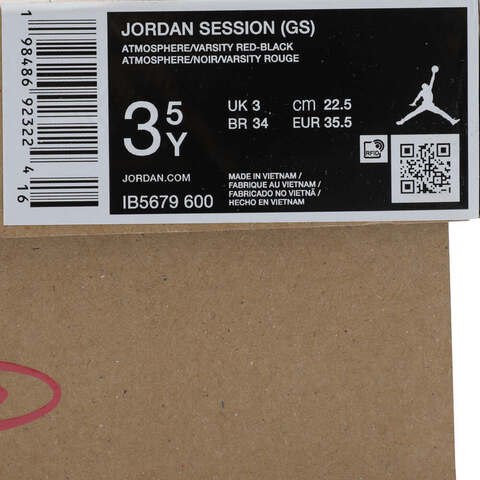 1 98486 92322 4 16
JORDAN SESSION (GS)
ATMOSPHERE/VARSITY RED-BLACK
ATMOSPHERE/NOIR/VARSITY ROUGE
3 5 Y
UK 3 cm 22.5
BR 34 EUR 35.5
RFID
JORDAN.COM
IB5679 600
MADE IN VIETNAM /
FABRIQUE AU VIETNAM /
FABRICADO NO VIETNÃ /
HECHO EN VIETNAM